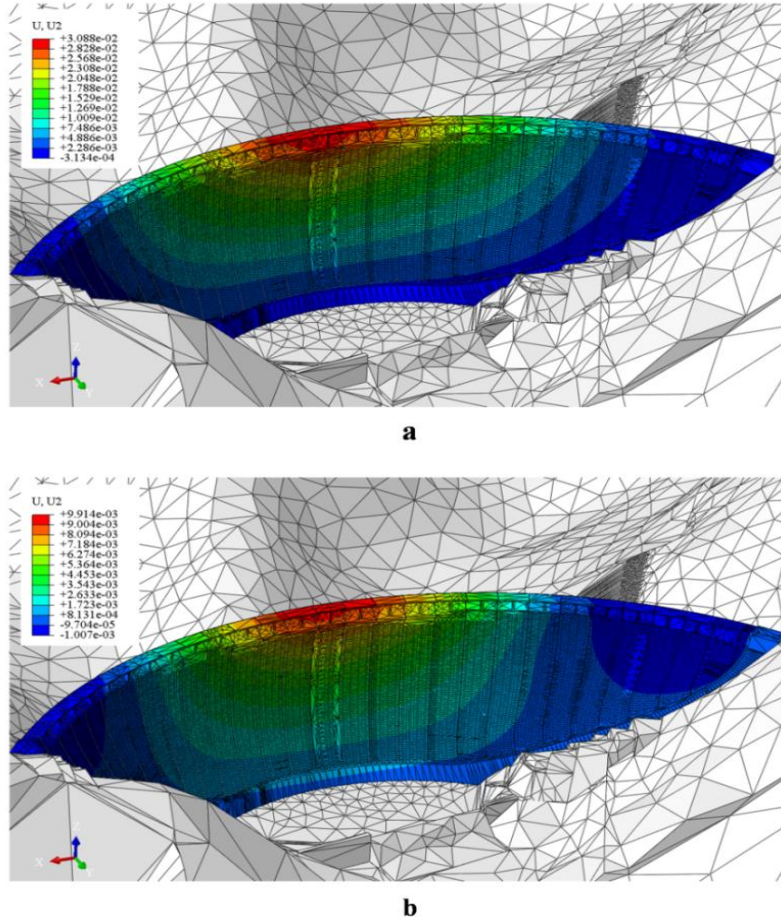 U, U2
+3.088e-02
+2.828e-02
+2.568e-02
+2.308e-02
+2.048e-02
+1.788e-02
+1.529e-02
+1.269e-02
+1.009e-02
+7.486e-03
+4.886e-03
+2.286e-03
-3.134e-04
Z
X
Y
a
U, U2
+9.914e-03
+9.004e-03
+8.094e-03
+7.184e-03
+6.274e-03
+5.364e-03
+4.453e-03
+3.543e-03
+2.633e-03
+1.723e-03
+8.131e-04
-9.704e-05
-1.007e-03
Z
X
Y
b